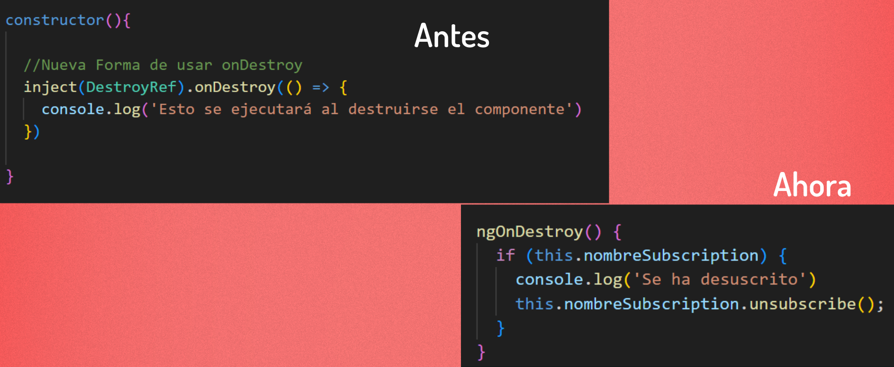 constructor(){
Antes
//Nueva Forma de usar onDestroy
inject(DestroyRef).onDestroy(() => {
console.log('Esto se ejecutará al destruirse el componente')
})
}
Ahora
ngOnDestroy() {
if (this.nombreSubscription) {
console.log('Se ha desuscrito')
this.nombreSubscription.unsubscribe();
}
}